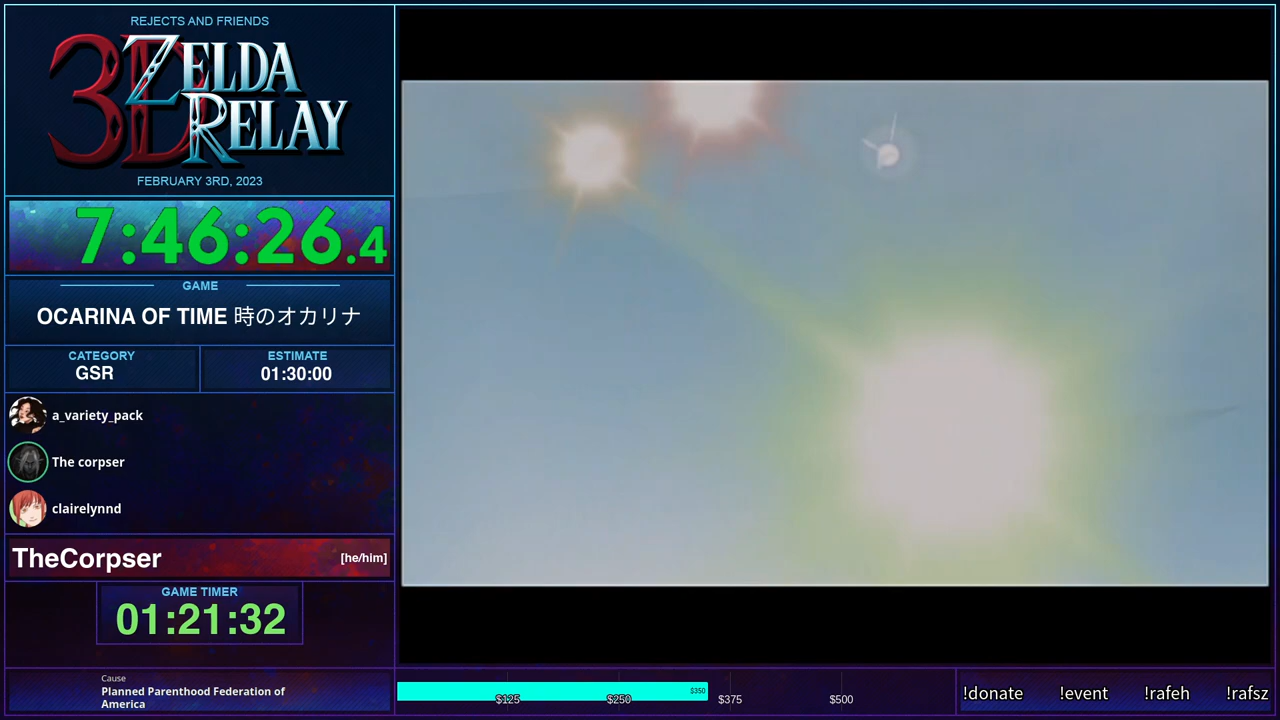 REJECTS AND FRIENDS
3D ZELDA
RELAY
FEBRUARY 3RD, 2023
7:46:26.4
GAME
OCARINA OF TIME 時のオカリナ
CATEGORY
GSR
ESTIMATE
01:30:00
a_variety_pack
The corpser
clairelynnd
TheCorpser
[he/him]
GAME TIMER
01:21:32
Cause
Planned Parenthood Federation of
America
$350
$125 $250 $375 $500
!donate !event !rafeh !rafsz